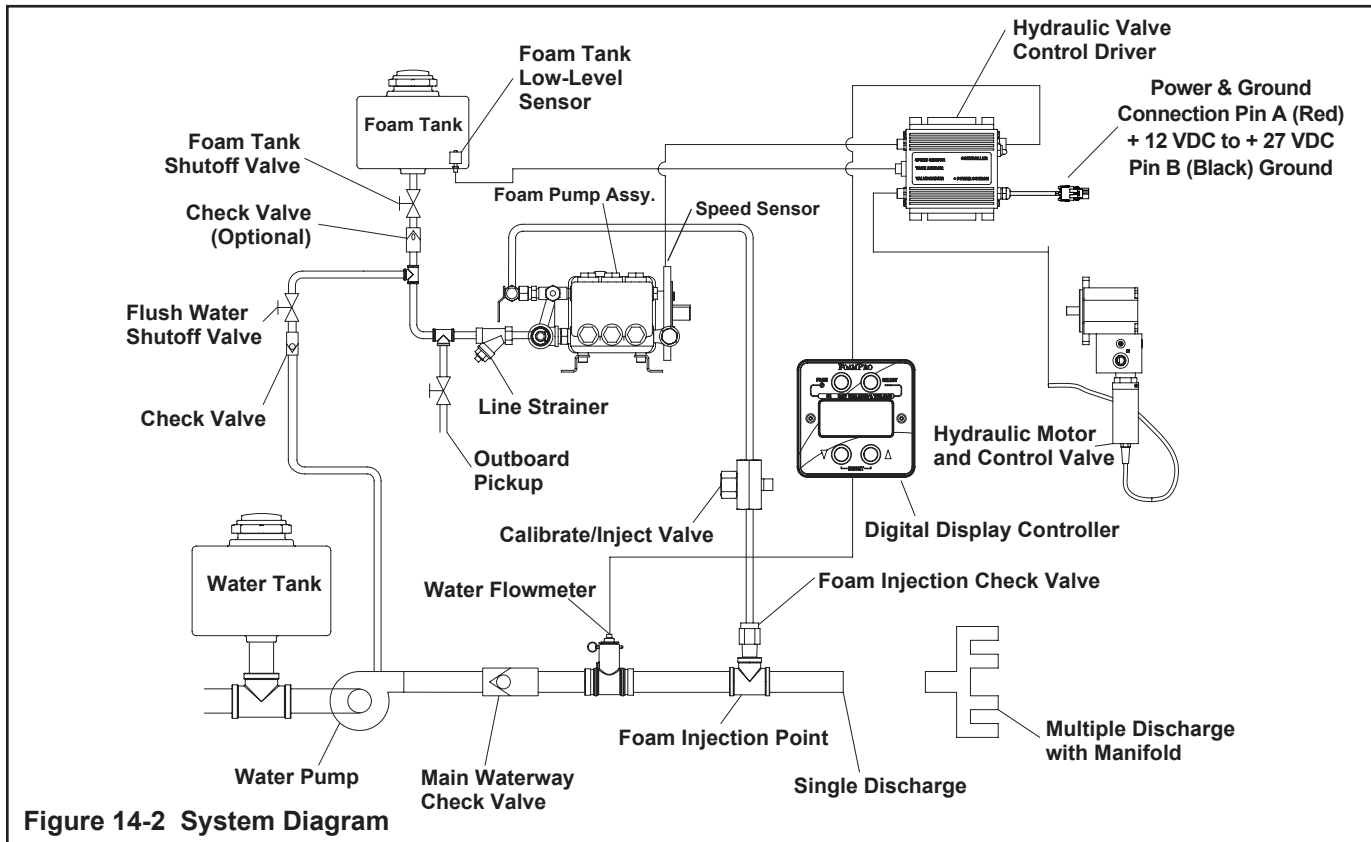 Hydraulic Valve
Control Driver
Foam Tank
Low-Level
Sensor
Power & Ground
Connection Pin A (Red)
+ 12 VDC to + 27 VDC
Pin B (Black) Ground
Foam Tank
Foam Tank
Shutoff Valve
Check Valve
(Optional)
Foam Pump Assy.
Speed Sensor
Flush Water
Shutoff Valve
Check Valve
Line Strainer
Outboard
Pickup
FOAMPRO
Hydraulic Motor
and Control Valve
Calibrate/Inject Valve
Digital Display Controller
Water Tank
Water Flowmeter
Foam Injection Check Valve
Foam Injection Point
Multiple Discharge
with Manifold
Water Pump
Main Waterway
Check Valve
Single Discharge
Figure 14-2 System Diagram